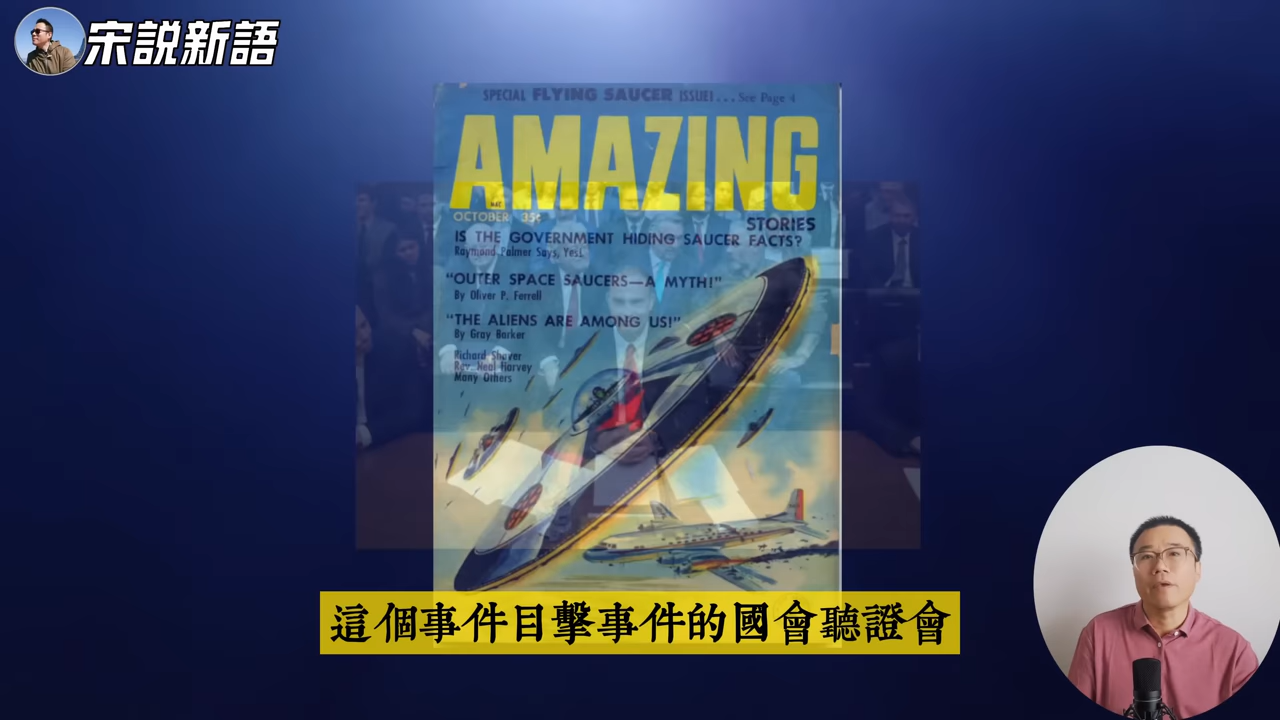 宋説新語
SPECIAL FLYING SAUCER ISSUE!...See Page 4
AMAZING
OCTOBER 35¢
STORIES
IS THE GOVERNMENT HIDING SAUCER FACTS?
Raymond Palmer Says, Yes!
“OUTER SPACE SAUCERS—A MYTH!”
By Oliver P. Ferrell
“THE ALIENS ARE AMONG US!”
By Gray Barker
Richard Shaver
Rev. Neal Harvey
Many Others
這個事件目擊事件的國會聽證會